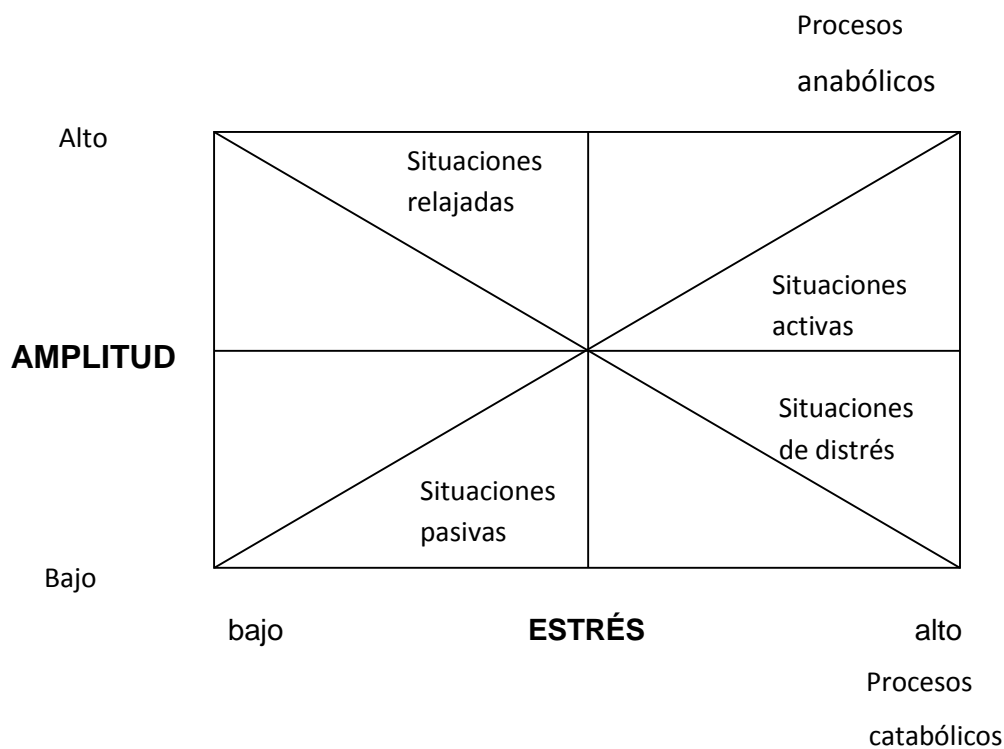 Procesos
anabólicos
Alto
Situaciones
relajadas
Situaciones
activas
AMPLITUD
Situaciones
de distrés
Situaciones
pasivas
Bajo
bajo ESTRÉS alto
Procesos
catabólicos